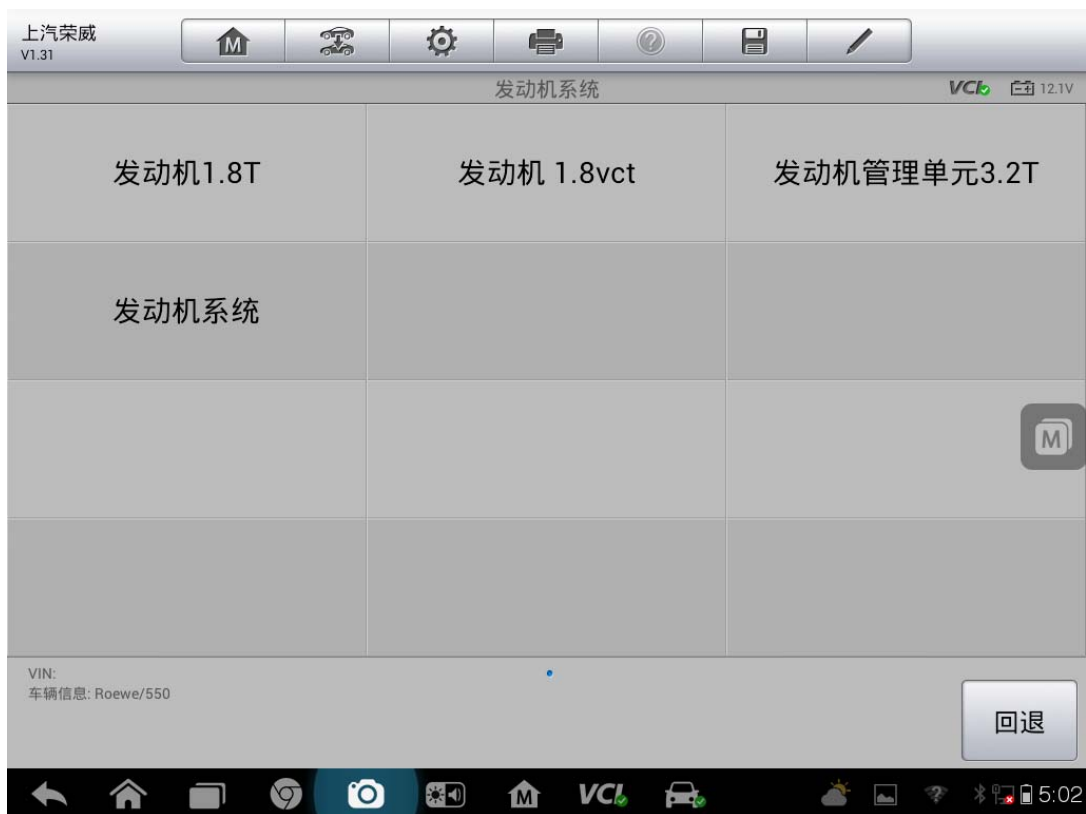 上汽荣威
V1.31
M
发动机系统
VCI
12.1V
发动机1.8T
发动机 1.8vct
发动机管理单元3.2T
发动机系统
M
VIN:
车辆信息: Roewe/550
回退
M
VCI
5:02